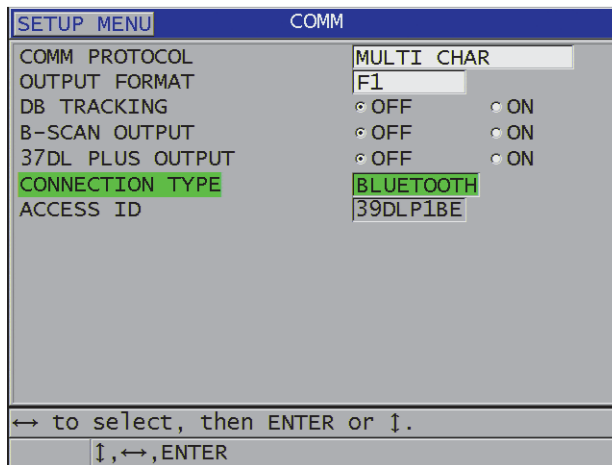 SETUP MENU COMM
COMM PROTOCOL MULTI CHAR
OUTPUT FORMAT F1
DB TRACKING OFF ON
B-SCAN OUTPUT OFF ON
37DL PLUS OUTPUT OFF ON
CONNECTION TYPE BLUETOOTH
ACCESS ID 39DLP1BE
↔ to select, then ENTER or ↕.
↕,↔,ENTER